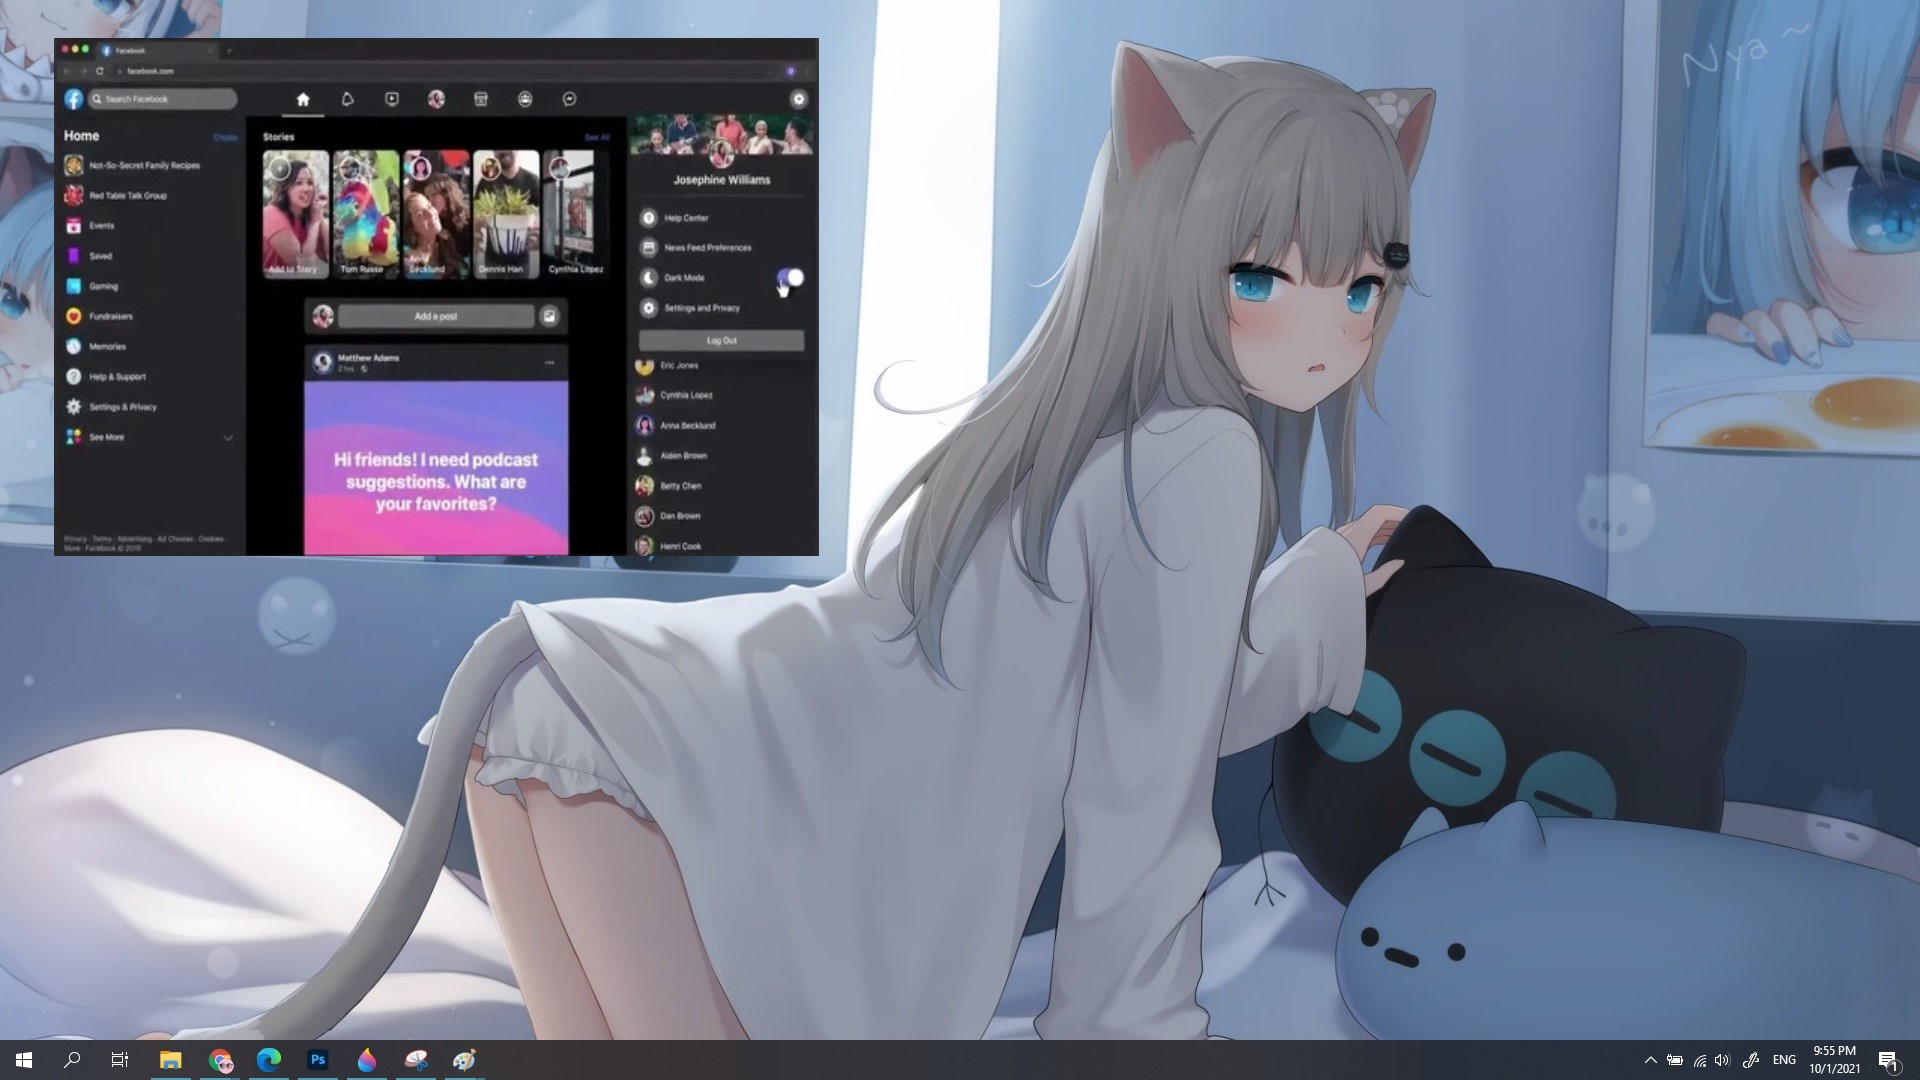 Nya ~
Facebook
facebook.com
Search Facebook
Home
Create
Not-So-Secret Family Recipes
Red Table Talk Group
Events
Saved
Gaming
Fundraisers
Memories
Help & Support
Settings & Privacy
See More
Privacy · Terms · Advertising · Ad Choices · Cookies ·
More · Facebook © 2019
Stories
See All
Add to Story
Tom Russo
Anna
Becklund
Dennis Han
Cynthia Lopez
Add a post
Matthew Adams
2 hrs ·
Hi friends! I need podcast
suggestions. What are
your favorites?
Josephine Williams
Help Center
News Feed Preferences
Dark Mode
Settings and Privacy
Log Out
Eric Jones
Cynthia Lopez
Anna Becklund
Aiden Brown
Betty Chen
Dan Brown
Henri Cook
Ps
ENG
9:55 PM
10/1/2021
1